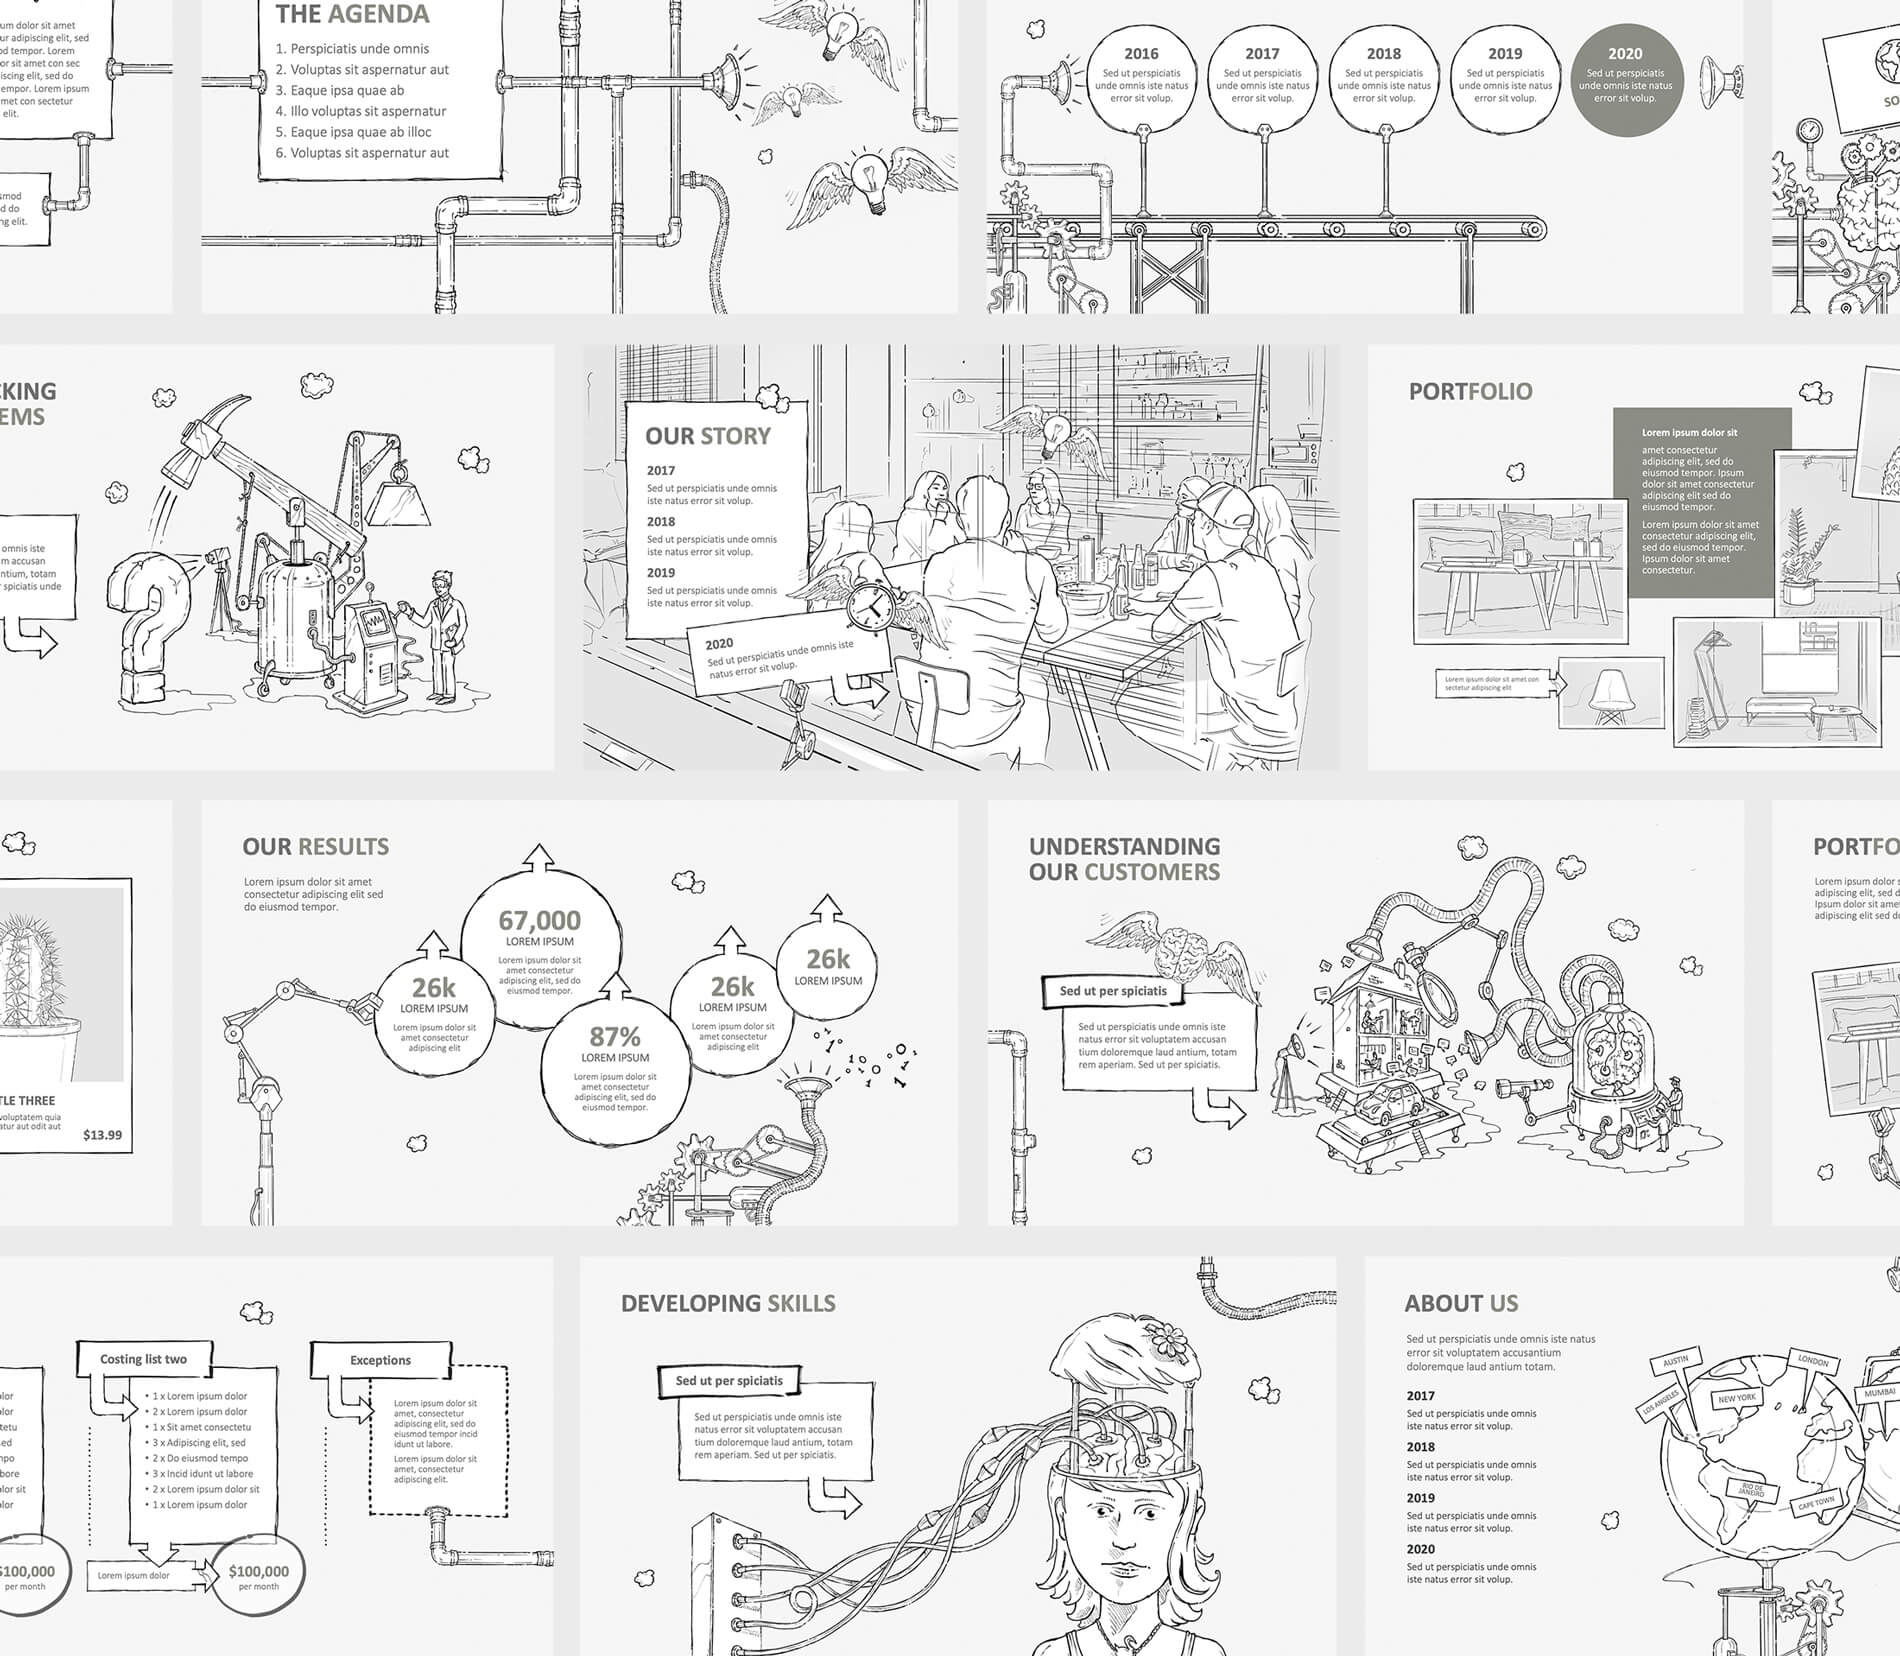 um dolor sit amet
ur adipiscing elit, sed
od tempor. Lorem
or sit amet con sec
iscing elit, sed do
empor. Lorem ipsum
met con sectetur
elit.
smod
d do
ng elit.
THE AGENDA
1. Perspiciatis unde omnis
2. Voluptas sit aspernatur aut
3. Eaque ipsa quae ab
4. Illo voluptas sit aspernatur
5. Eaque ipsa quae ab illoc
6. Voluptas sit aspernatur aut
2016
Sed ut perspiciatis
unde omnis iste natus
error sit volup.
2017
Sed ut perspiciatis
unde omnis iste natus
error sit volup.
2018
Sed ut perspiciatis
unde omnis iste natus
error sit volup.
2019
Sed ut perspiciatis
unde omnis iste natus
error sit volup.
2020
Sed ut perspiciatis
unde omnis iste natus
error sit volup.
SO
CKING
EMS
omnis iste
m accusan
ntium, totam
r spiciatis unde
OUR STORY
2017
Sed ut perspiciatis unde omnis
iste natus error sit volup.
2018
Sed ut perspiciatis unde omnis
iste natus error sit volup.
2019
Sed ut perspiciatis unde omnis
iste natus error sit volup.
2020
Sed ut perspiciatis unde omnis iste
natus error sit volup.
PORTFOLIO
Lorem ipsum dolor sit
amet consectetur
adipiscing elit, sed do
eiusmod tempor. Ipsum
dolor sit amet consectetur
adipiscing elit sed do
eiusmod tempor.
Lorem ipsum dolor sit amet
consectetur adipiscing elit,
sed do eiusmod tempor.
Ipsum dolor sit amet
consectetur.
Lorem ipsum dolor sit amet con
sectetur adipiscing elit
TLE THREE
voluptatem quia
atur aut odit aut
$13.99
OUR RESULTS
Lorem ipsum dolor sit amet
consectetur adipiscing elit sed
do eiusmod tempor.
26k
LOREM IPSUM
Lorem ipsum dolor sit
amet consectetur
adipiscing elit
67,000
LOREM IPSUM
Lorem ipsum dolor sit
amet consectetur
adipiscing elit, sed do
eiusmod tempor.
87%
LOREM IPSUM
Lorem ipsum dolor sit
amet consectetur
adipiscing elit, sed do
eiusmod tempor.
26k
LOREM IPSUM
Lorem ipsum dolor sit
amet consectetur
adipiscing elit
26k
LOREM IPSUM
UNDERSTANDING
OUR CUSTOMERS
Sed ut per spiciatis
Sed ut perspiciatis unde omnis iste
natus error sit voluptatem accusan
tium doloremque laud antium, totam
rem aperiam. Sed ut per spiciatis.
PORTFO
Lorem ipsum dolor s
adipiscing elit, sed d
Ipsum dolor sit amet
adipiscing elit, sed d
olor
olor
tetu
ed
mpo
bore
olor sit
olor
$100,000
per month
Costing list two
• 1 x Lorem ipsum dolor
• 2 x Lorem ipsum dolor
• 1 x Sit amet consectetu
• 3 x Adipiscing elit, sed
• 2 x Do eiusmod tempo
• 3 x Incid idunt ut labore
• 2 x Lorem ipsum dolor sit
• 1 x Lorem ipsum dolor
Lorem ipsum dolor
$100,000
per month
Exceptions
Lorem ipsum dolor sit
amet, consectetur
adipiscing elit, sed do
eiusmod tempor incid
idunt ut labore.
Lorem ipsum dolor sit
amet, consectetur
adipiscing elit.
DEVELOPING SKILLS
Sed ut per spiciatis
Sed ut perspiciatis unde omnis iste
natus error sit voluptatem accusan
tium doloremque laud antium, totam
rem aperiam. Sed ut per spiciatis.
ABOUT US
Sed ut perspiciatis unde omnis iste natus
error sit voluptatem accusantium
doloremque laud antium totam.
2017
Sed ut perspiciatis unde omnis
iste natus error sit volup.
2018
Sed ut perspiciatis unde omnis
iste natus error sit volup.
2019
Sed ut perspiciatis unde omnis
iste natus error sit volup.
2020
Sed ut perspiciatis unde omnis
iste natus error sit volup.
AUSTIN
LOS ANGELES
NEW YORK
LONDON
MUMBAI
RIO DE
JANEIRO
CAPE TOWN